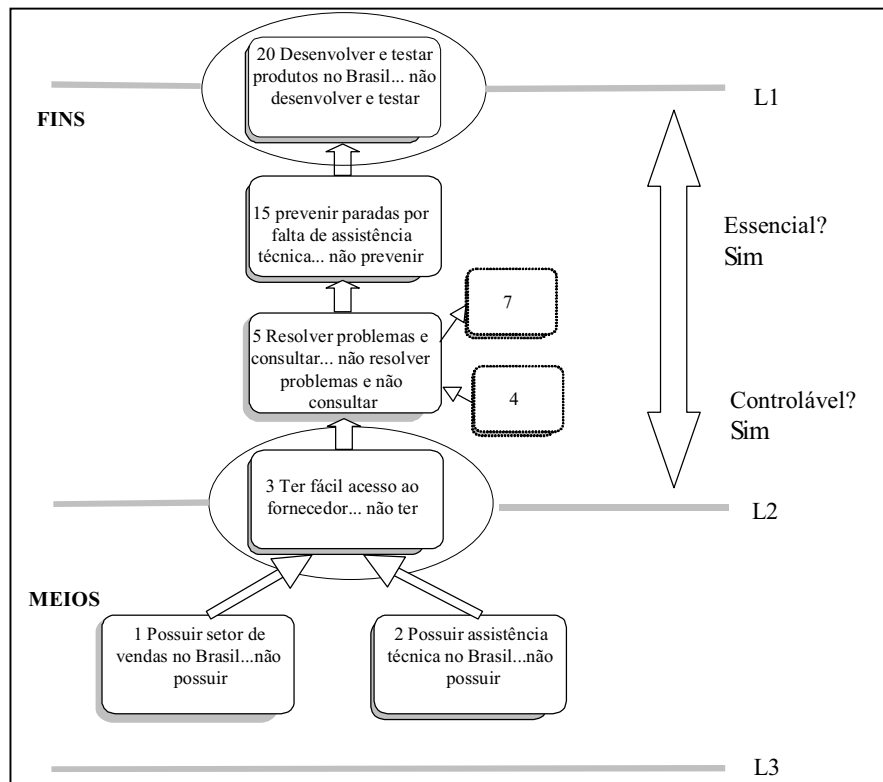 20 Desenvolver e testar
produtos no Brasil... não
desenvolver e testar
L1
FINS
15 prevenir paradas por
falta de assistência
técnica... não prevenir
Essencial?
Sim
7
5 Resolver problemas e
consultar... não resolver
problemas e não
consultar
4
Controlável?
Sim
3 Ter fácil acesso ao
fornecedor... não ter
L2
MEIOS
1 Possuir setor de
vendas no Brasil...não
possuir
2 Possuir assistência
técnica no Brasil...não
possuir
L3